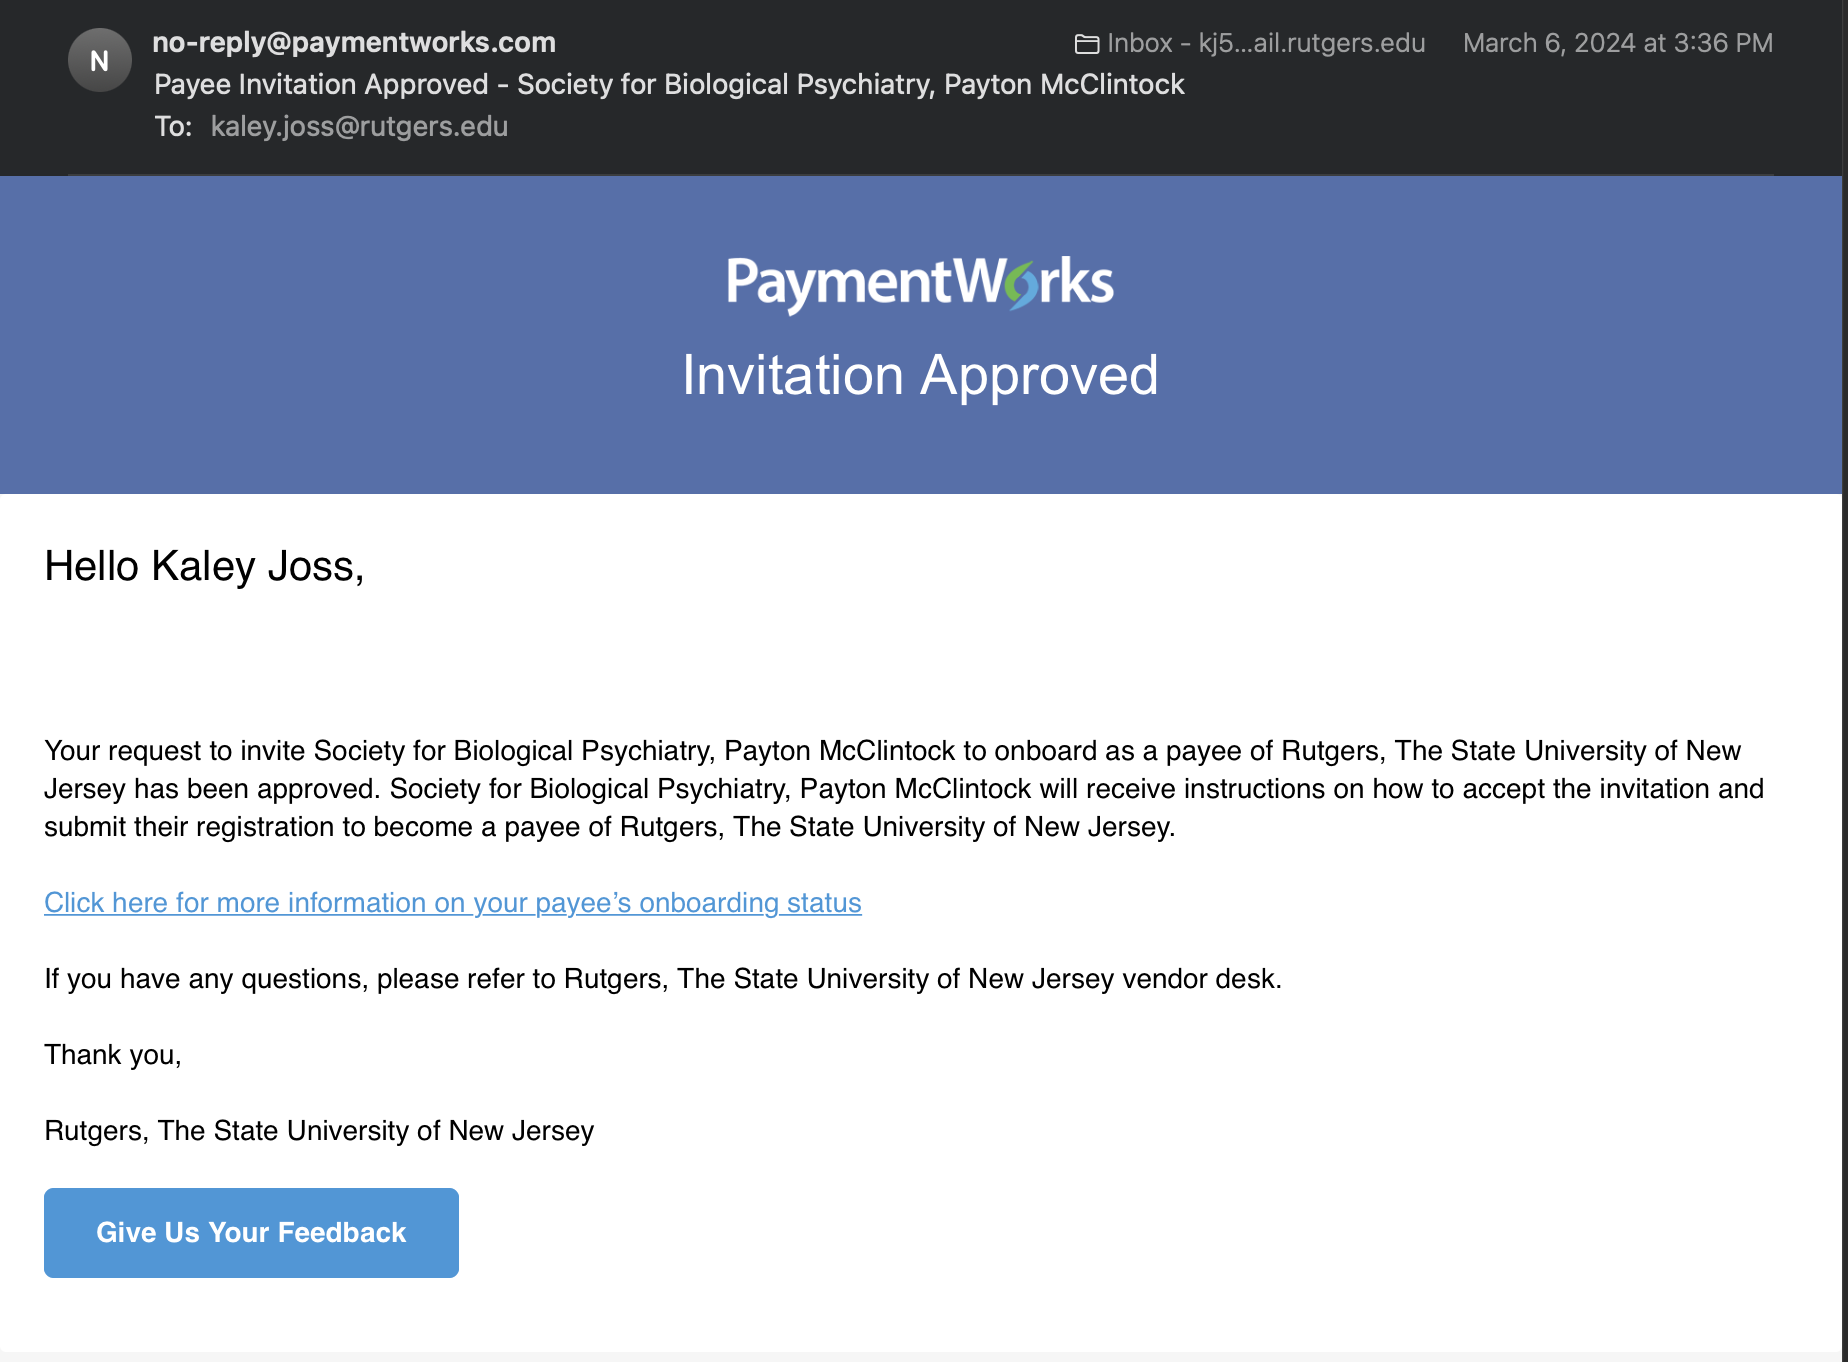 N
no-reply@paymentworks.com
Inbox - kj5...ail.rutgers.edu
March 6, 2024 at 3:36 PM
Payee Invitation Approved - Society for Biological Psychiatry, Payton McClintock
To: kaley.joss@rutgers.edu
PaymentWorks
Invitation Approved
Hello Kaley Joss,
Your request to invite Society for Biological Psychiatry, Payton McClintock to onboard as a payee of Rutgers, The State University of New
Jersey has been approved. Society for Biological Psychiatry, Payton McClintock will receive instructions on how to accept the invitation and
submit their registration to become a payee of Rutgers, The State University of New Jersey.
Click here for more information on your payee’s onboarding status
If you have any questions, please refer to Rutgers, The State University of New Jersey vendor desk.
Thank you,
Rutgers, The State University of New Jersey
Give Us Your Feedback